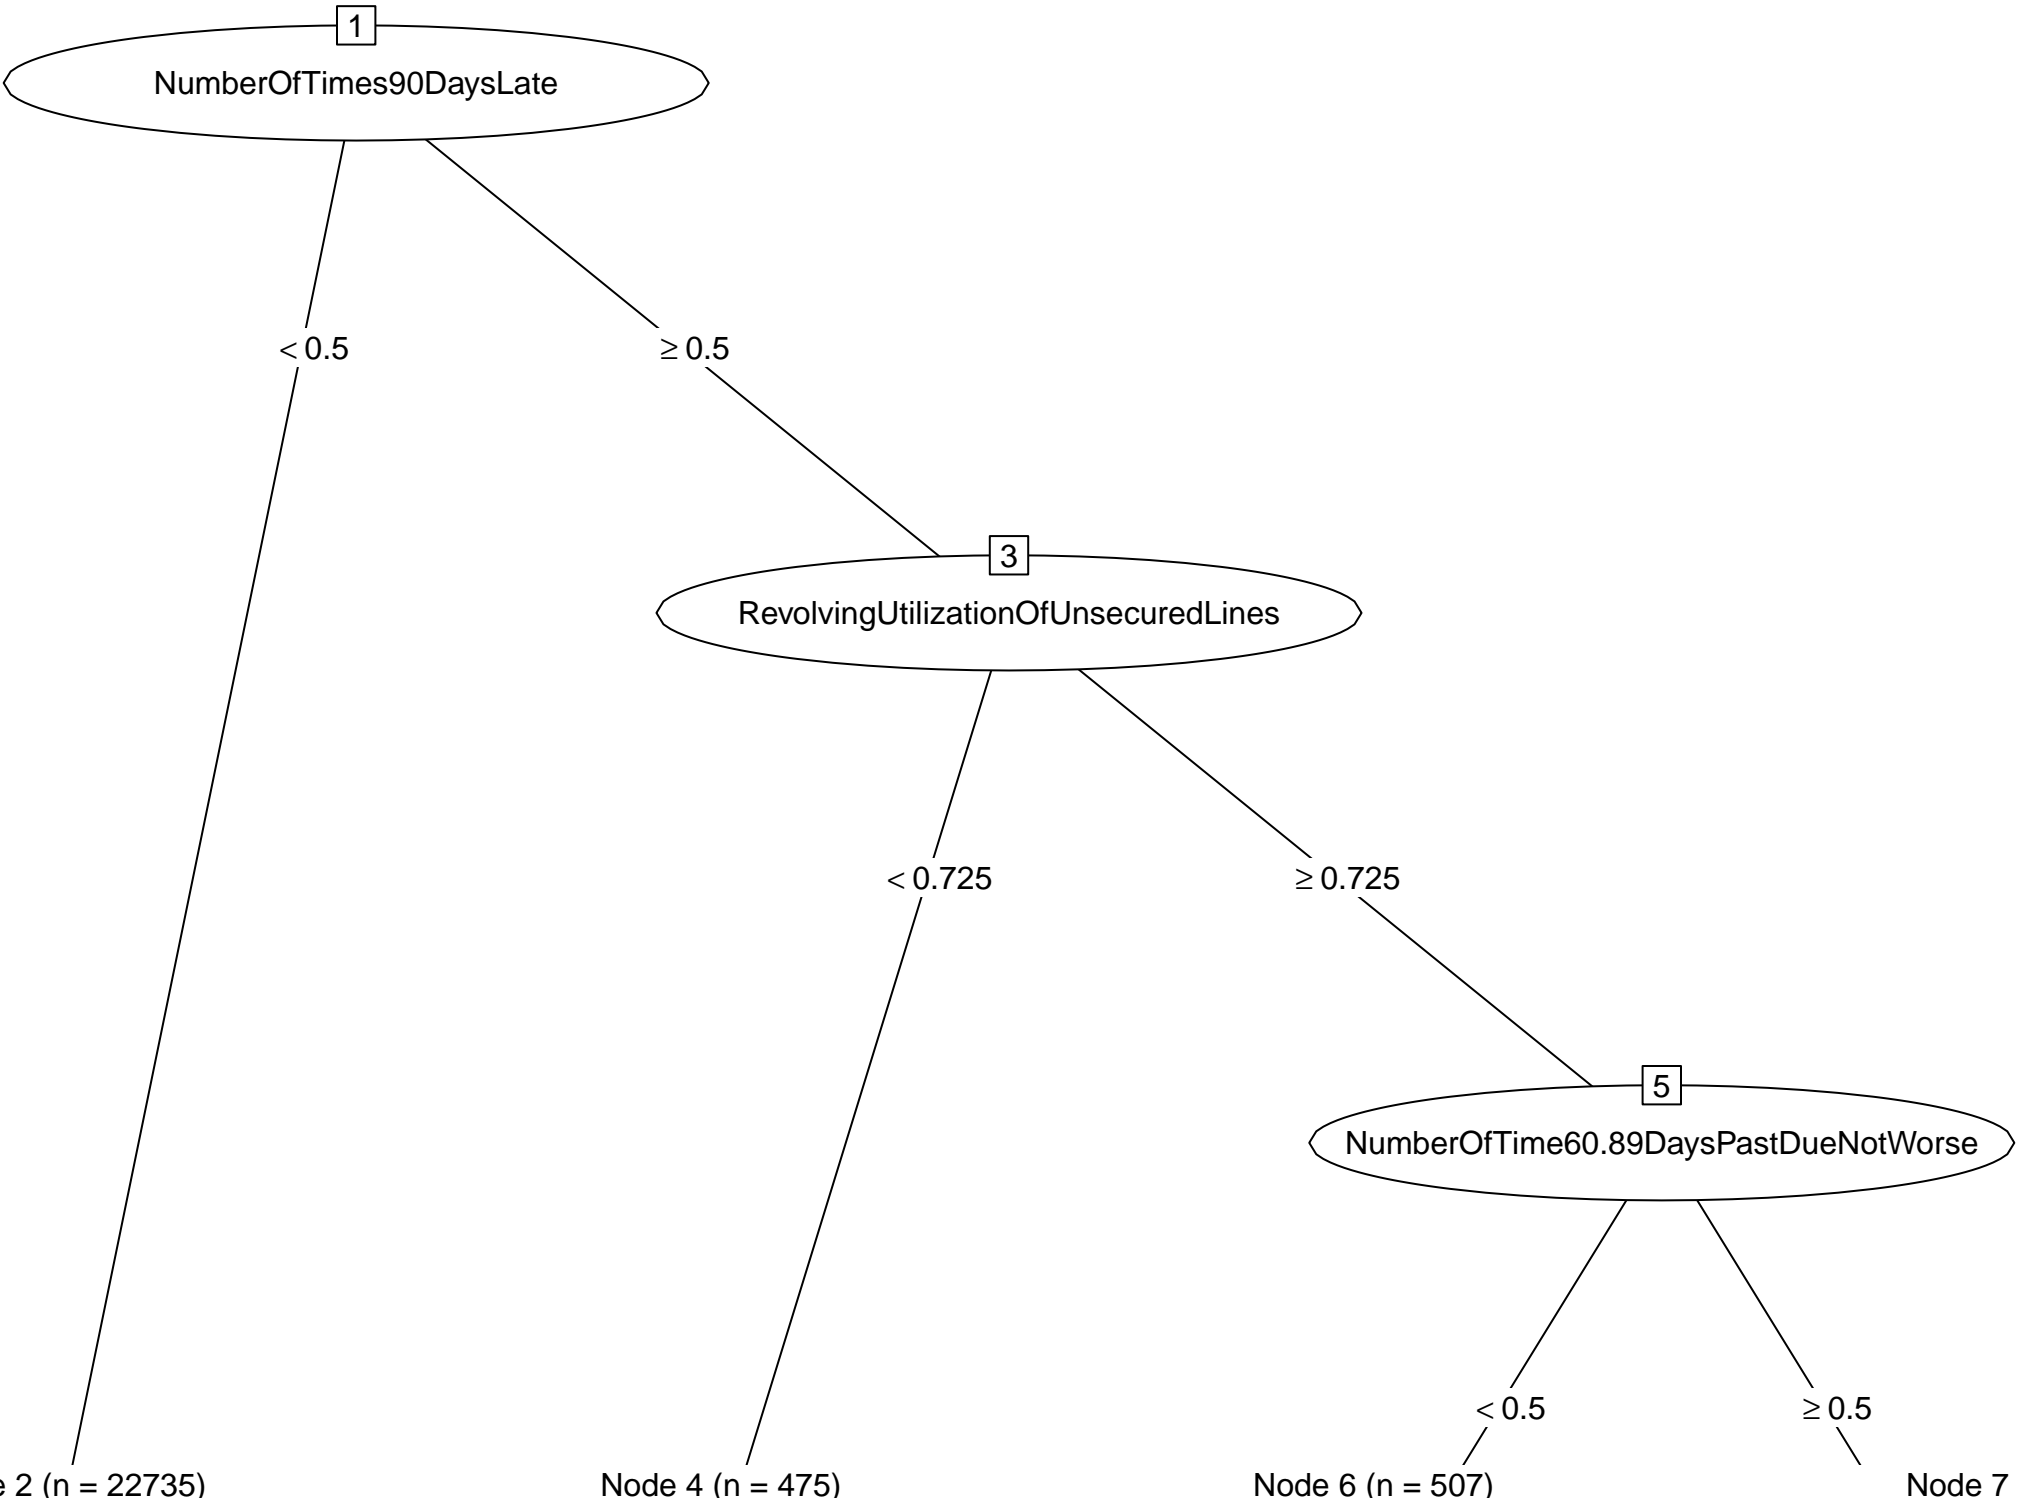 1
NumberOfTimes90DaysLate
< 0.5
≥ 0.5
3
RevolvingUtilizationOfUnsecuredLines
< 0.725
≥ 0.725
5
NumberOfTime60.89DaysPastDueNotWorse
< 0.5
≥ 0.5
e 2 (n = 22735)
Node 4 (n = 475)
Node 6 (n = 507)
Node 7